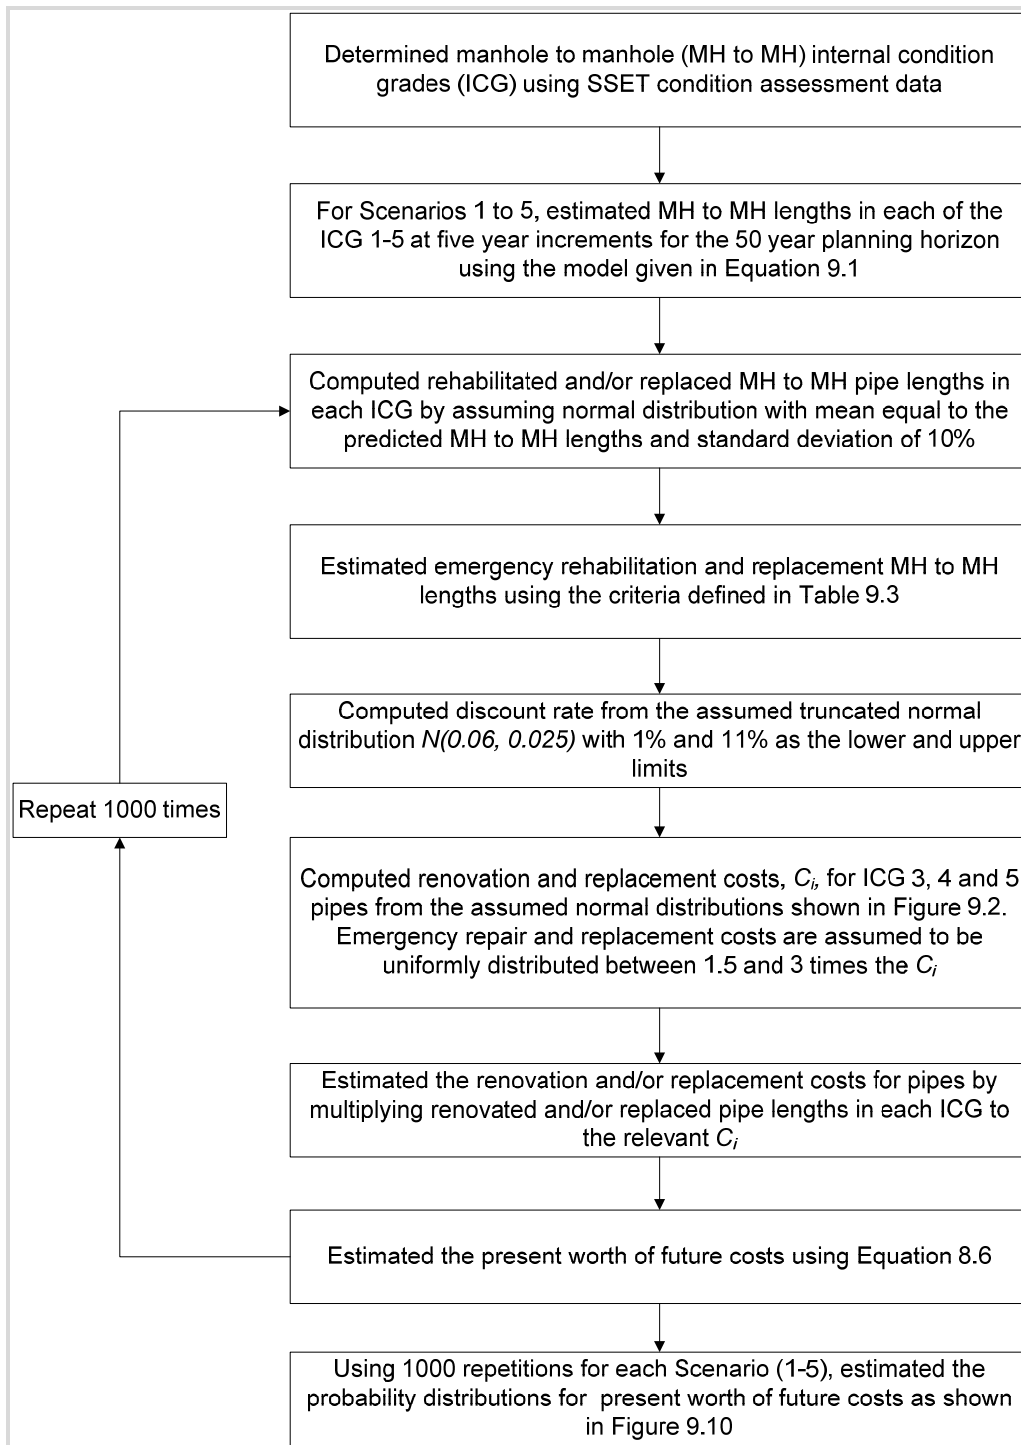 Determined manhole to manhole (MH to MH) internal condition
grades (ICG) using SSET condition assessment data
For Scenarios 1 to 5, estimated MH to MH lengths in each of the
ICG 1-5 at five year increments for the 50 year planning horizon
using the model given in Equation 9.1
Computed rehabilitated and/or replaced MH to MH pipe lengths in
each ICG by assuming normal distribution with mean equal to the
predicted MH to MH lengths and standard deviation of 10%
Estimated emergency rehabilitation and replacement MH to MH
lengths using the criteria defined in Table 9.3
Computed discount rate from the assumed truncated normal
distribution N(0.06, 0.025) with 1% and 11% as the lower and upper
limits
Repeat 1000 times
Computed renovation and replacement costs, Ci, for ICG 3, 4 and 5
pipes from the assumed normal distributions shown in Figure 9.2.
Emergency repair and replacement costs are assumed to be
uniformly distributed between 1.5 and 3 times the Ci
Estimated the renovation and/or replacement costs for pipes by
multiplying renovated and/or replaced pipe lengths in each ICG to
the relevant Ci
Estimated the present worth of future costs using Equation 8.6
Using 1000 repetitions for each Scenario (1-5), estimated the
probability distributions for present worth of future costs as shown
in Figure 9.10